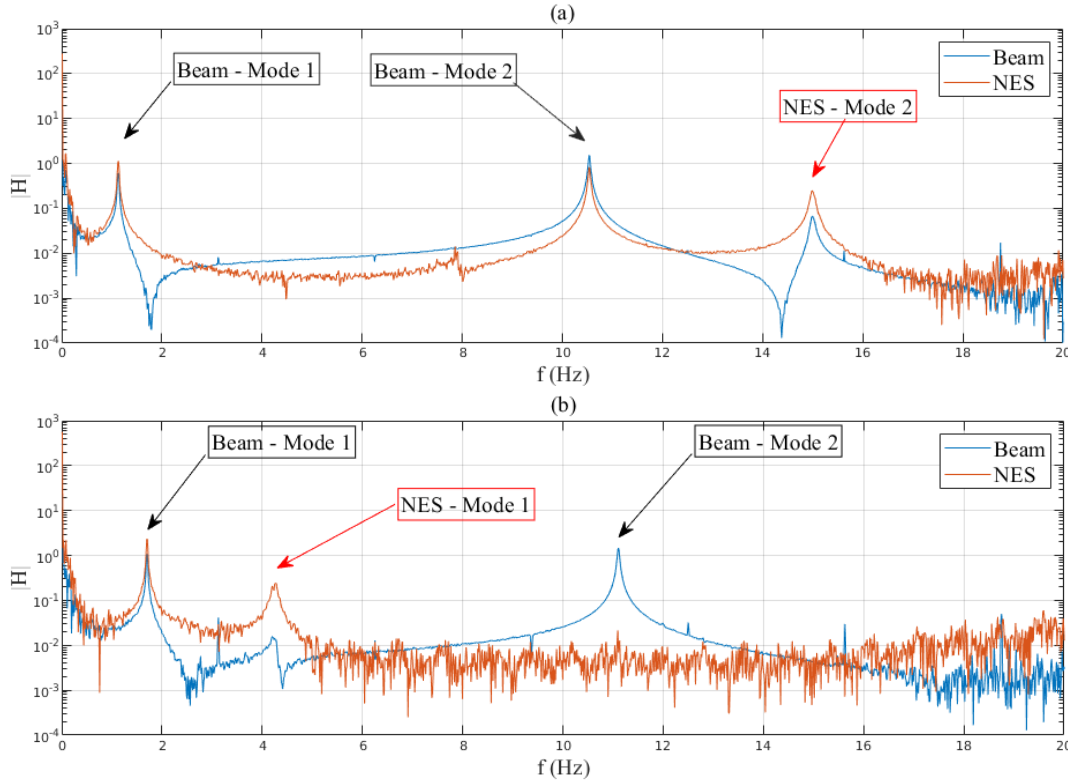 (a)
10^3
10^2
10^1
10^0
10^-1
10^-2
10^-3
10^-4
|H|
Beam - Mode 1
Beam - Mode 2
NES - Mode 2
Beam
NES
0 2 4 6 8 10 12 14 16 18 20
f (Hz)
(b)
10^3
10^2
10^1
10^0
10^-1
10^-2
10^-3
10^-4
|H|
Beam - Mode 1
Beam - Mode 2
NES - Mode 1
Beam
NES
0 2 4 6 8 10 12 14 16 18 20
f (Hz)